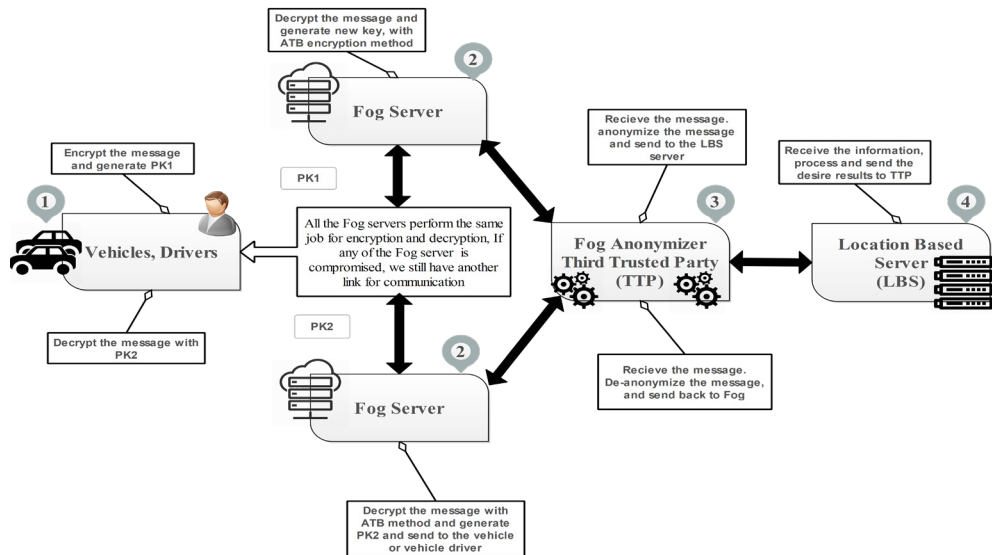 Decrypt the message and
generate new key, with
ATB encryption method
2
Fog Server
Encrypt the message
and generate PK1
1
Vehicles, Drivers
Decrypt the message with
PK2
PK1
All the Fog servers perform the same
job for encryption and decryption, If
any of the Fog server is
compromised, we still have another
link for communication
PK2
2
Fog Server
Decrypt the message with
ATB method and generate
PK2 and send to the vehicle
or vehicle driver
Recieve the message.
anonymize the message
and send to the LBS
server
3
Fog Anonymizer
Third Trusted Party
(TTP)
Recieve the message.
De-anonymize the message,
and send back to Fog
Receive the information,
process and send the
desire results to TTP
4
Location Based
Server
(LBS)